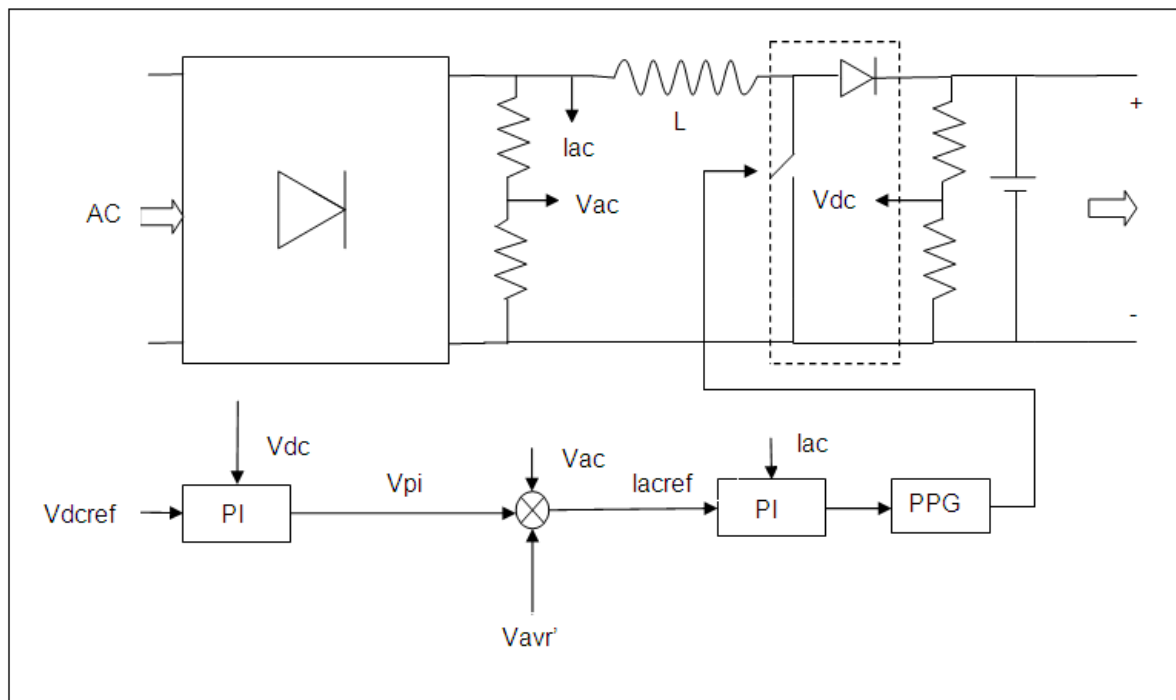 +
L
Iac
AC
Vac
Vdc
-
Vdc
Iac
Vac
Vpi
Iacref
Vdcref
PI
PI
PPG
Vavr’